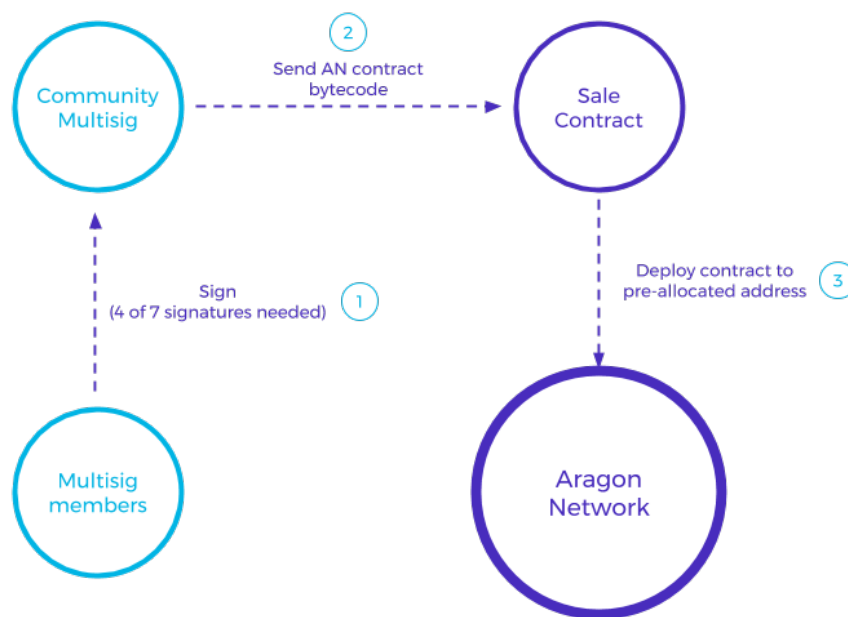 2
Send AN contract
bytecode
Community
Multisig
Sale
Contract
Sign
(4 of 7 signatures needed)
1
Deploy contract to
pre-allocated address
3
Multisig
members
Aragon
Network